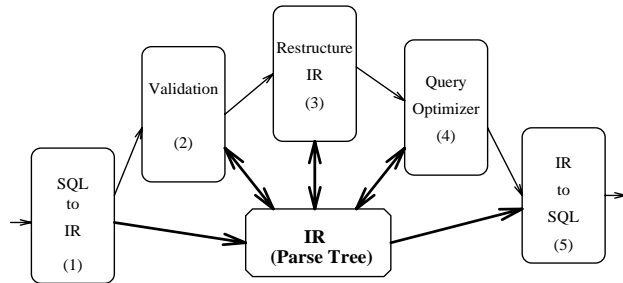 SQL
to
IR
(1)
Validation
(2)
Restructure
IR
(3)
Query
Optimizer
(4)
IR
to
SQL
(5)
IR
(Parse Tree)